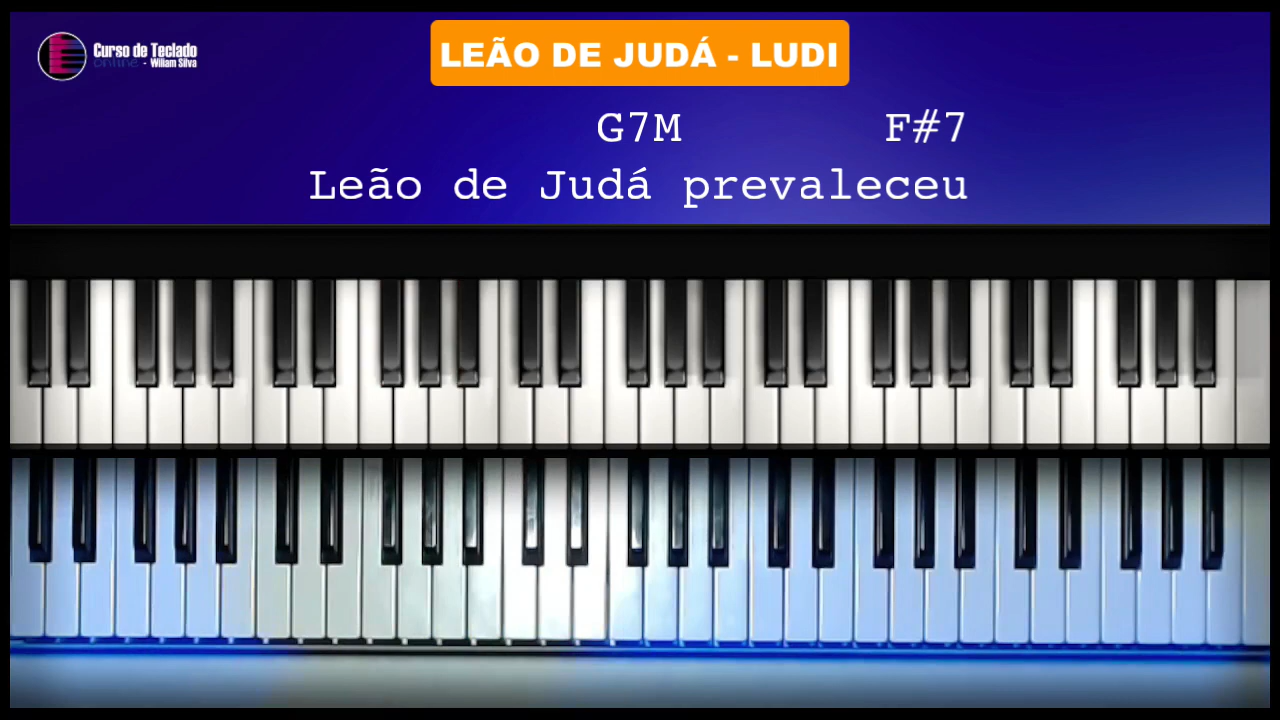 Curso de Teclado
online - Wiliam Silva
LEÃO DE JUDÁ - LUDI
G7M F#7
Leão de Judá prevaleceu